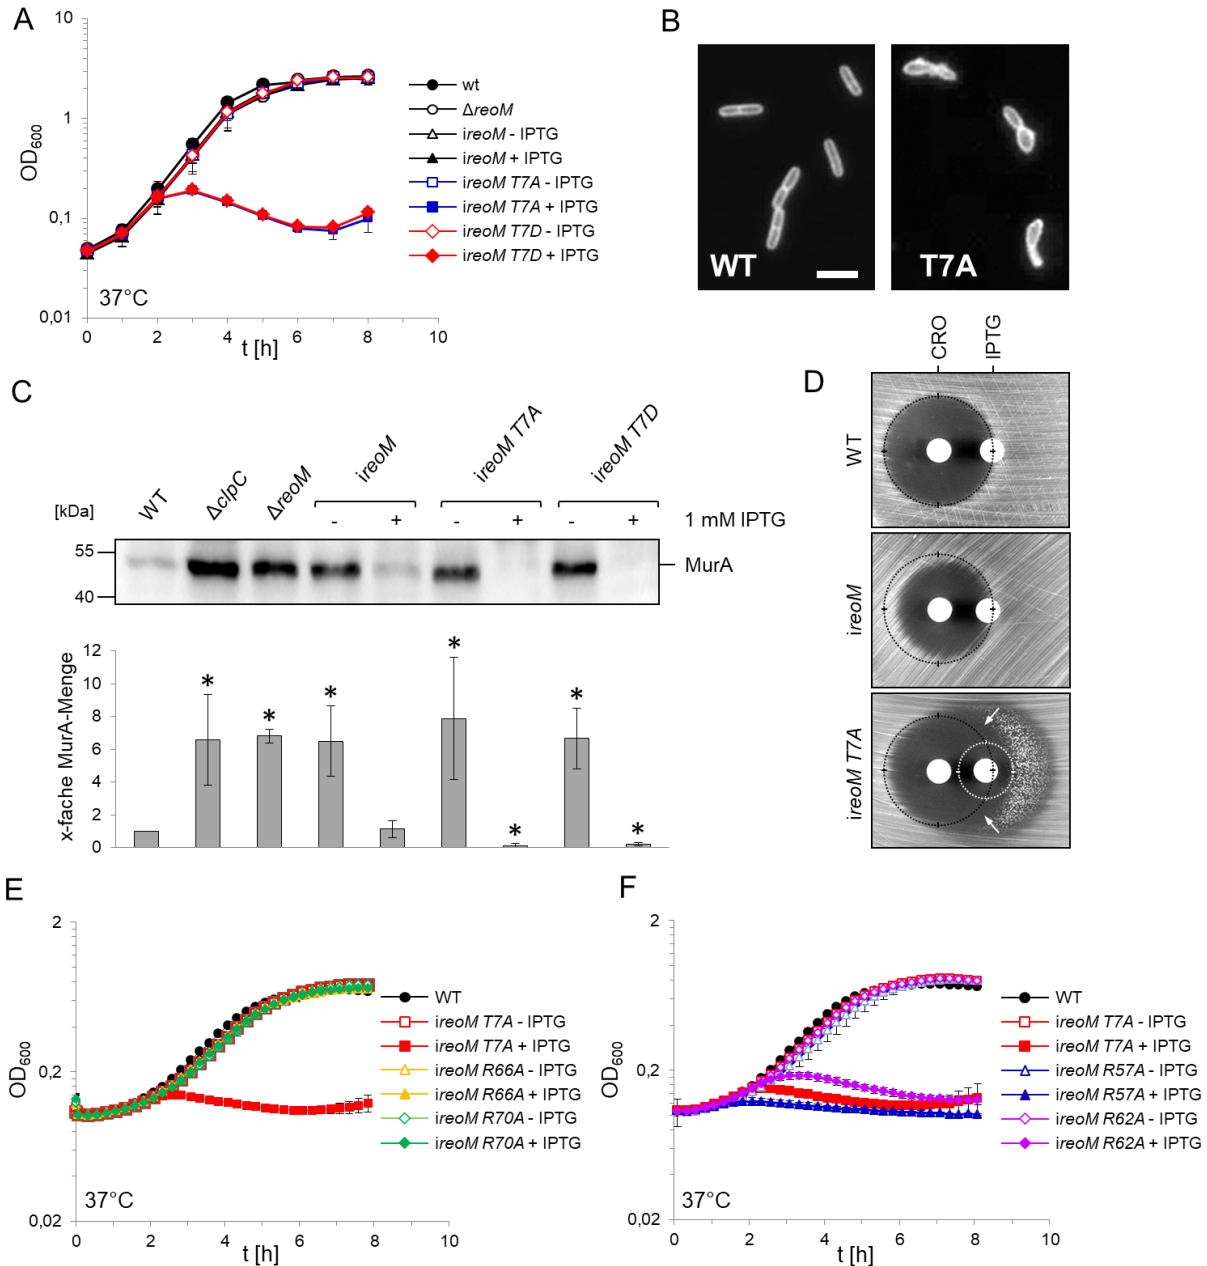 A
10
1
0,1
0,01
OD600
0
2
4
6
8
10
t [h]
37°C
wt
ΔreoM
ireoM - IPTG
ireoM + IPTG
ireoM T7A - IPTG
ireoM T7A + IPTG
ireoM T7D - IPTG
ireoM T7D + IPTG
B
WT
T7A
C
WT
ΔclpC
ΔreoM
ireoM
ireoM T7A
ireoM T7D
[kDa]
- + - + - + 1 mM IPTG
55
40
MurA
x-fache MurA-Menge
12
10
8
6
4
2
0
* * * * * * *
D
CRO
IPTG
WT
ireoM
ireoM T7A
E
2
0,2
0,02
OD600
0
2
4
6
8
10
t [h]
37°C
WT
ireoM T7A - IPTG
ireoM T7A + IPTG
ireoM R66A - IPTG
ireoM R66A + IPTG
ireoM R70A - IPTG
ireoM R70A + IPTG
F
2
0,2
0,02
OD600
0
2
4
6
8
10
t [h]
37°C
WT
ireoM T7A - IPTG
ireoM T7A + IPTG
ireoM R57A - IPTG
ireoM R57A + IPTG
ireoM R62A - IPTG
ireoM R62A + IPTG